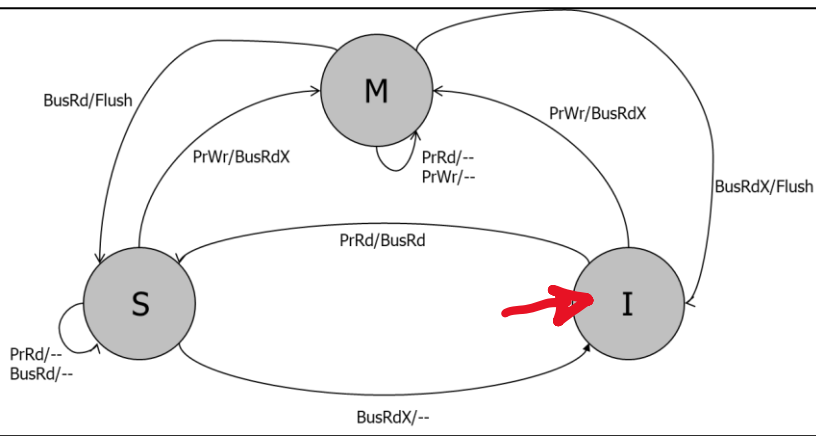 M
BusRd/Flush
PrWr/BusRdX
PrWr/BusRdX
PrRd/--
PrWr/--
BusRdX/Flush
PrRd/BusRd
S
I
PrRd/--
BusRd/--
BusRdX/--